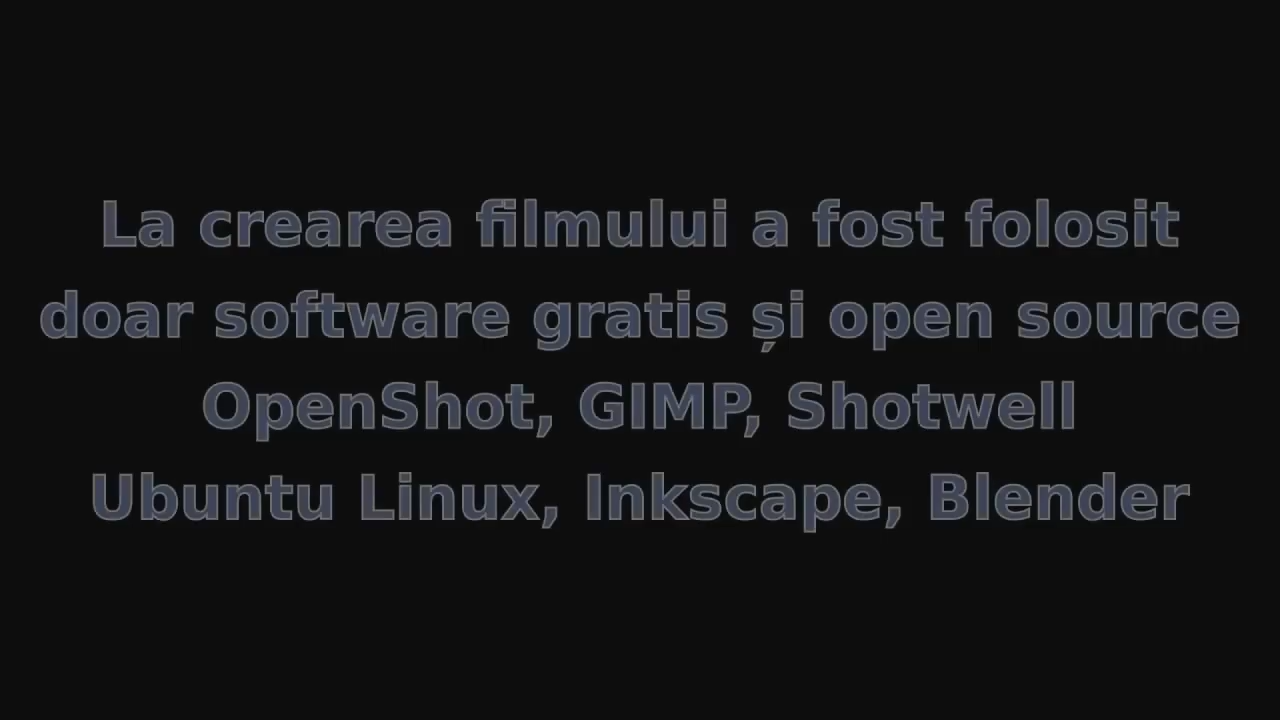 La crearea filmului a fost folosit
doar software gratis și open source
OpenShot, GIMP, Shotwell
Ubuntu Linux, Inkscape, Blender